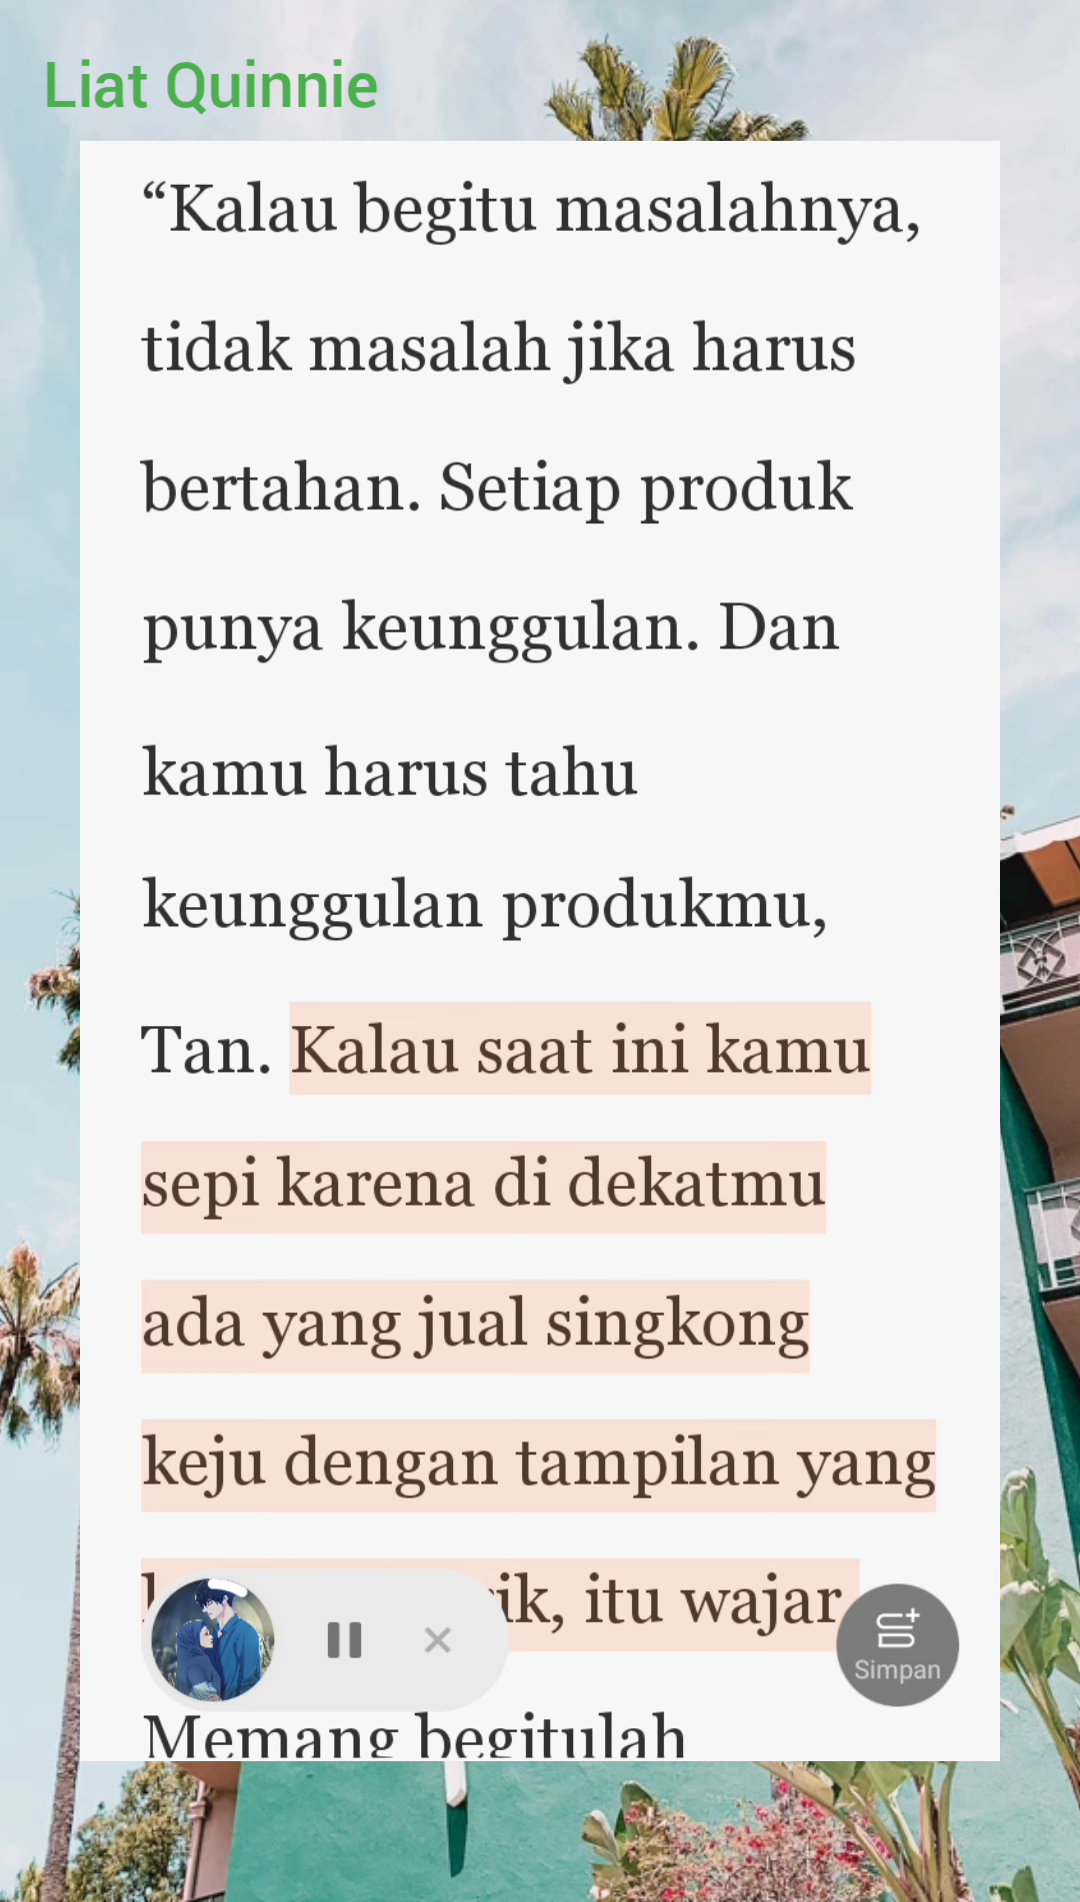 Liat Quinnie
“Kalau begitu masalahnya,
tidak masalah jika harus
bertahan. Setiap produk
punya keunggulan. Dan
kamu harus tahu
keunggulan produkmu,
Tan. Kalau saat ini kamu
sepi karena di dekatmu
ada yang jual singkong
keju dengan tampilan yang
itu wajar.
Simpan
Memang begitulah